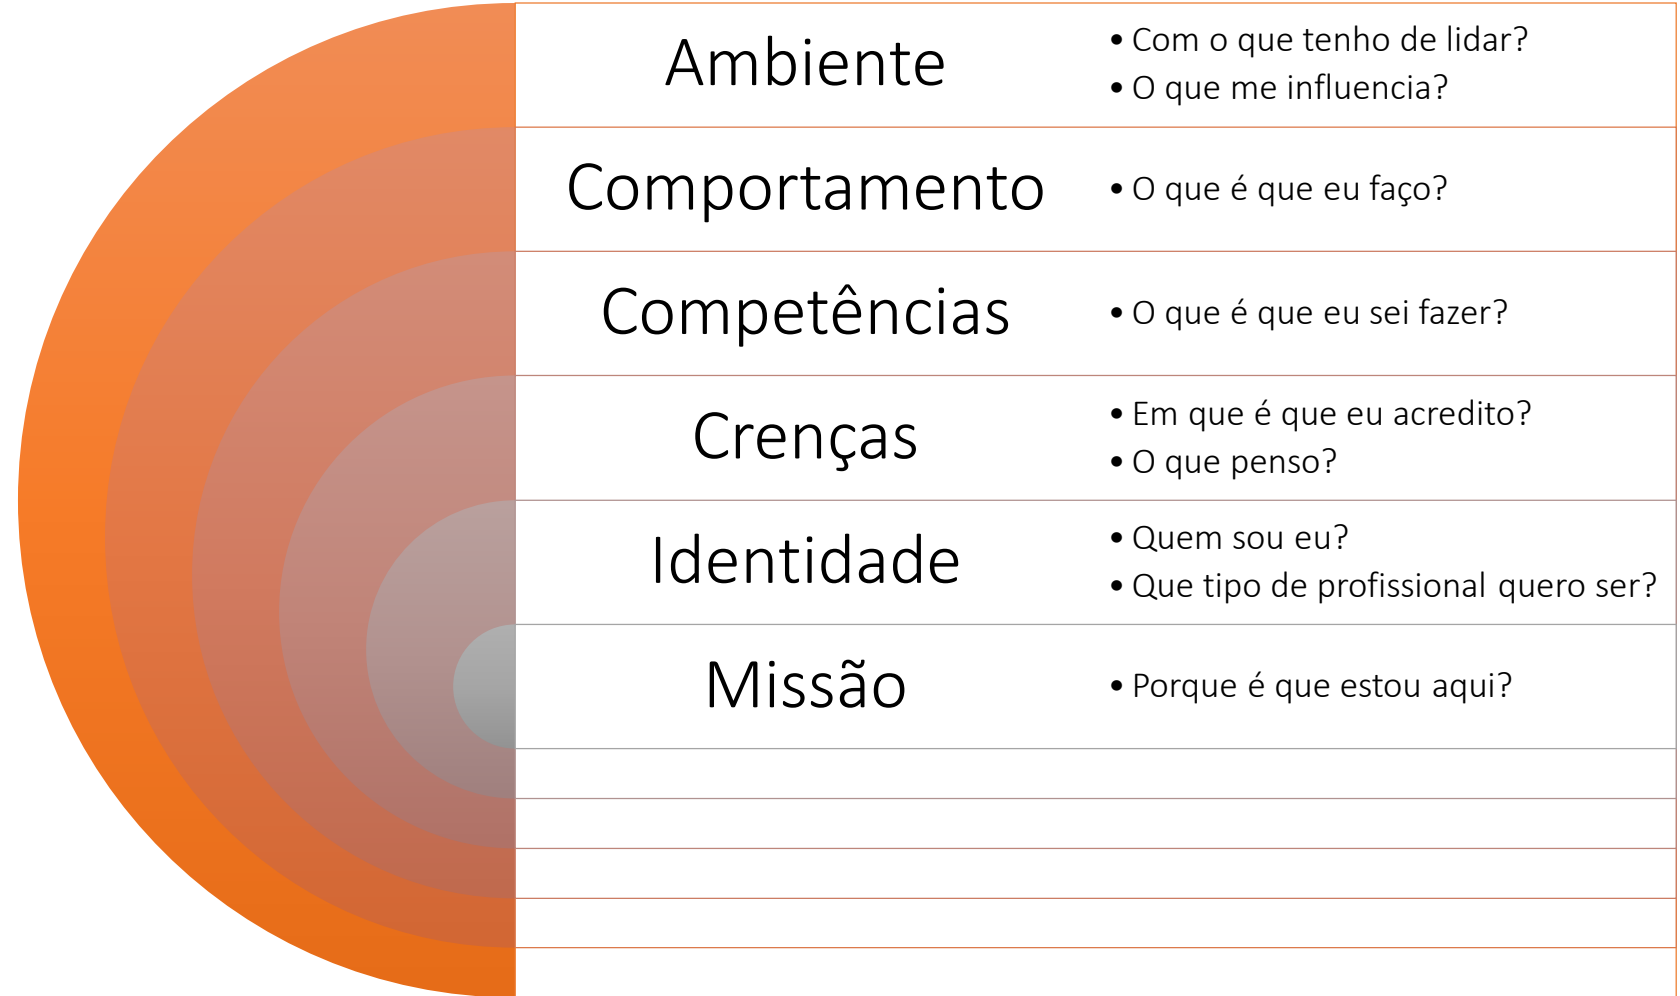 Ambiente
• Com o que tenho de lidar?
• O que me influencia?
Comportamento
• O que é que eu faço?
Competências
• O que é que eu sei fazer?
Crenças
• Em que é que eu acredito?
• O que penso?
Identidade
• Quem sou eu?
• Que tipo de profissional quero ser?
Missão
• Porque é que estou aqui?